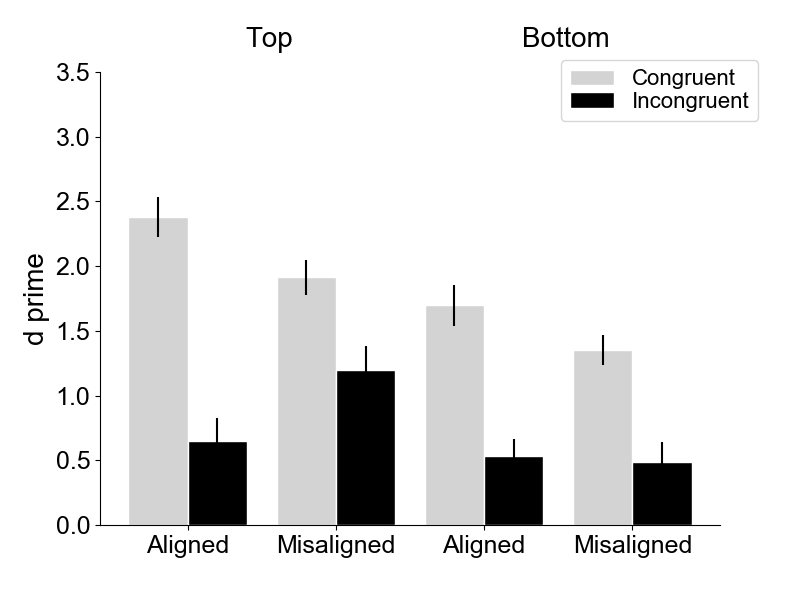 Top
Bottom
Congruent
Incongruent
d prime
3.5
3.0
2.5
2.0
1.5
1.0
0.5
0.0
Aligned
Misaligned
Aligned
Misaligned